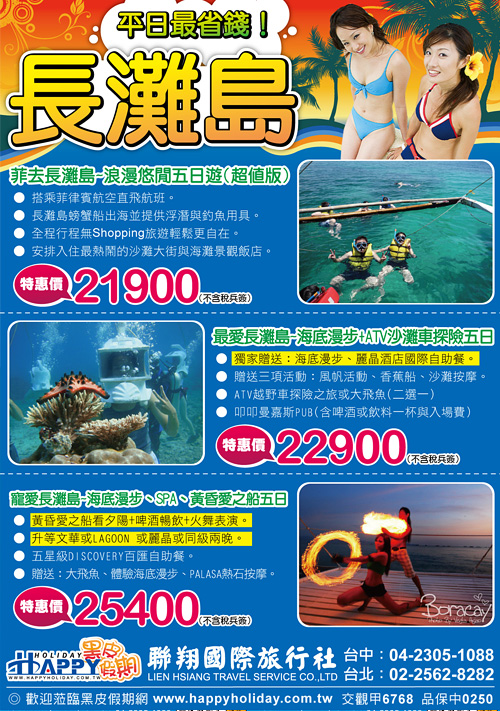 平日最省錢！
長灘島
菲去長灘島-浪漫悠閒五日遊(超值版)
● 搭乘菲律賓航空直飛航班。
● 長灘島螃蟹船出海並提供浮潛與釣魚用具。
● 全程行程無Shopping旅遊輕鬆更自在。
● 安排入住最熱鬧的沙灘大街與海灘景觀飯店。
特惠價 21900 (不含稅兵簽)
最愛長灘島-海底漫步+ATV沙灘車探險五日
● 獨家贈送：海底漫步、麗晶酒店國際自助餐。
● 贈送三項活動：風帆活動、香蕉船、沙灘按摩。
● ATV越野車探險之旅或大飛魚(二選一)
● 叩叩曼嘉斯PUB(含啤酒或飲料一杯與入場費)
特惠價 22900 (不含稅兵簽)
寵愛長灘島-海底漫步、SPA、黃昏愛之船五日
● 黃昏愛之船看夕陽+啤酒暢飲+火舞表演。
● 升等文華或LAGOON 或麗晶或同級兩晚。
● 五星級DISCOVERY百匯自助餐。
● 贈送：大飛魚、體驗海底漫步、PALASA熱石按摩。
特惠價 25400 (不含稅兵簽)
Boracay
HOLIDAY
HAPPY 黑皮假期
WWW.HAPPYHOLIDAY.COM.TW
聯翔國際旅行社
LIEN HSIANG TRAVEL SERVICE CO.,LTD
台中：04-2305-1088
台北：02-2562-8282
◎ 歡迎蒞臨黑皮假期網 www.happyholiday.com.tw 交觀甲6768 品保中0250